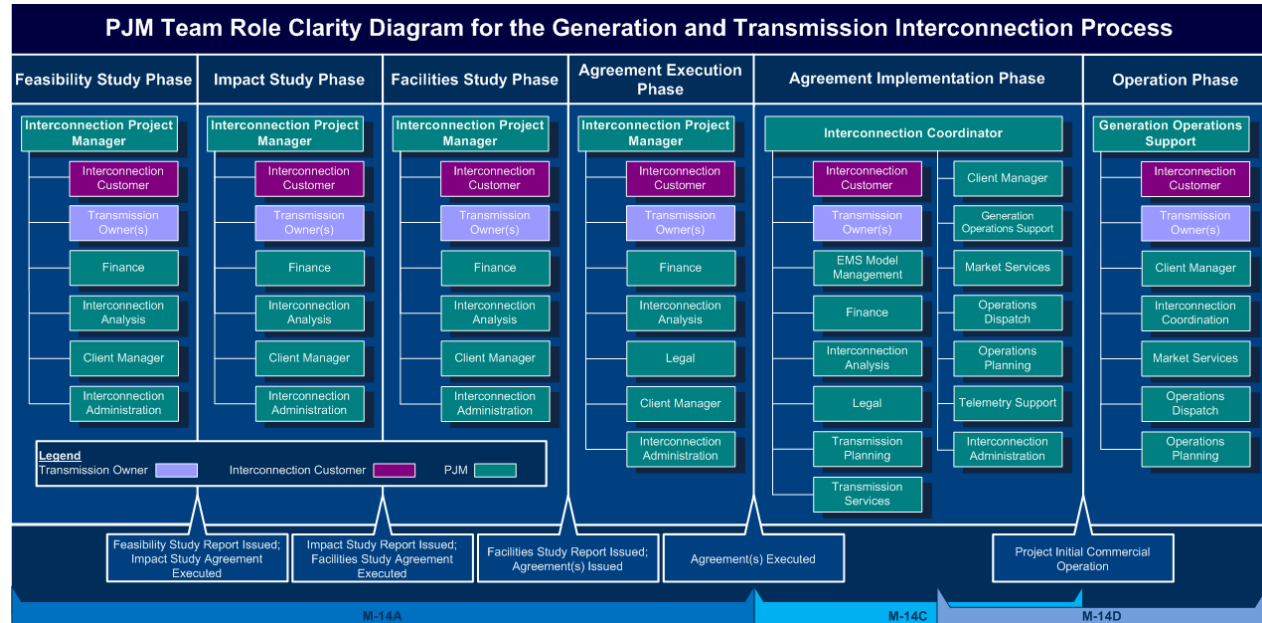 PJM Team Role Clarity Diagram for the Generation and Transmission Interconnection Process
Feasibility Study Phase
Impact Study Phase
Facilities Study Phase
Agreement Execution
Phase
Agreement Implementation Phase
Operation Phase
Interconnection Project
Manager
Interconnection
Customer
Transmission
Owner(s)
Finance
Interconnection
Analysis
Client Manager
Interconnection
Administration
Interconnection Project
Manager
Interconnection
Customer
Transmission
Owner(s)
Finance
Interconnection
Analysis
Client Manager
Interconnection
Administration
Interconnection Project
Manager
Interconnection
Customer
Transmission
Owner(s)
Finance
Interconnection
Analysis
Client Manager
Interconnection
Administration
Interconnection Project
Manager
Interconnection
Customer
Transmission
Owner(s)
Finance
Interconnection
Analysis
Legal
Client Manager
Interconnection
Administration
Interconnection Coordinator
Interconnection
Customer
Transmission
Owner(s)
EMS Model
Management
Finance
Interconnection
Analysis
Legal
Transmission
Planning
Transmission
Services
Client Manager
Generation
Operations Support
Market Services
Operations
Dispatch
Operations
Planning
Telemetry Support
Interconnection
Administration
Generation Operations
Support
Interconnection
Customer
Transmission
Owner(s)
Client Manager
Interconnection
Coordination
Market Services
Operations
Dispatch
Operations
Planning
Legend
Transmission Owner
Interconnection Customer
PJM
Feasibility Study Report Issued;
Impact Study Agreement
Executed
Impact Study Report Issued;
Facilities Study Agreement
Executed
Facilities Study Report Issued;
Agreement(s) Issued
Agreement(s) Executed
Project Initial Commercial
Operation
M-14A
M-14C
M-14D